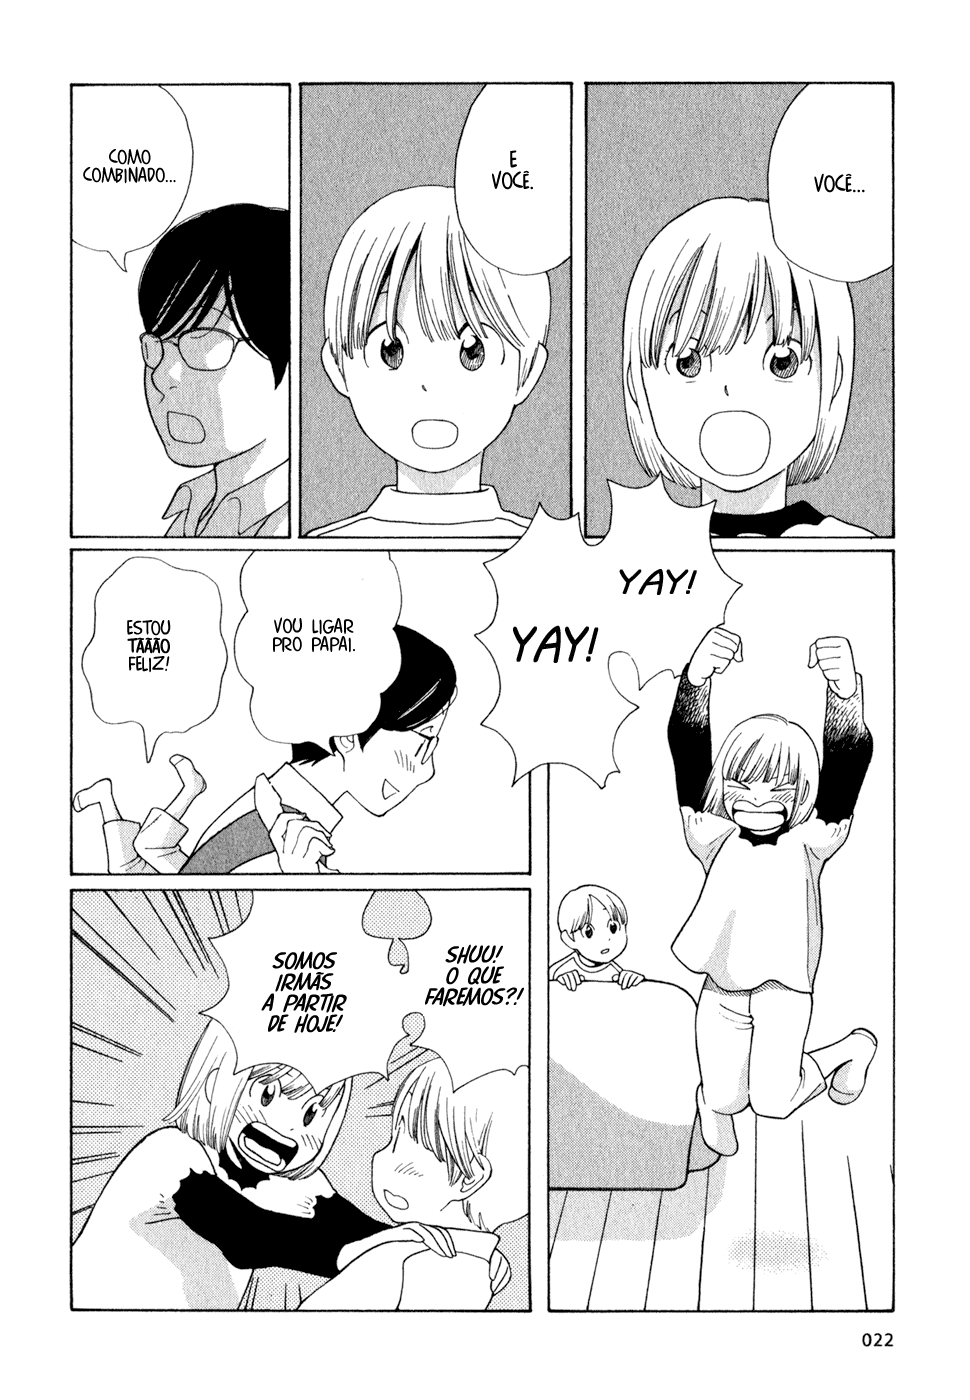 VOCÊ...
E
VOCÊ.
COMO
COMBINADO...
YAY!
YAY!
VOU LIGAR
PRO PAPAI.
ESTOU
TÃÃÃO
FELIZ!
SHUU!
O QUE
FAREMOS?!
SOMOS
IRMÃS
A PARTIR
DE HOJE!
022